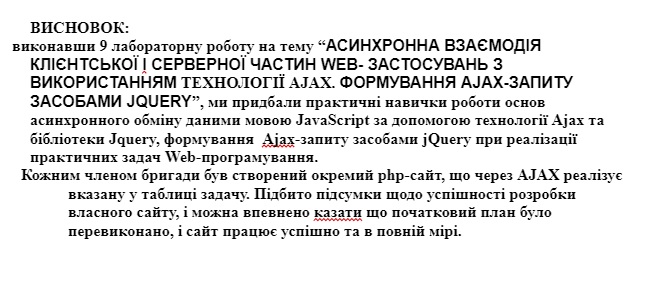 ВИСНОВОК:
виконавши 9 лабораторну роботу на тему “АСИНХРОННА ВЗАЄМОДІЯ
КЛІЄНТСЬКОЇ І СЕРВЕРНОЇ ЧАСТИН WEB- ЗАСТОСУВАНЬ З
ВИКОРИСТАННЯМ ТЕХНОЛОГІЇ AJAX. ФОРМУВАННЯ AJAX-ЗАПИТУ
ЗАСОБАМИ JQUERY”, ми придбали практичні навички роботи основ
асинхронного обміну даними мовою JavaScript за допомогою технології Ajax та
бібліотеки Jquery, формування Ajax-запиту засобами jQuery при реалізації
практичних задач Web-програмування.
Кожним членом бригади був створений окремий php-сайт, що через AJAX реалізує
вказану у таблиці задачу. Підбито підсумки щодо успішності розробки
власного сайту, і можна впевнено казати що початковий план було
перевиконано, і сайт працює успішно та в повній мірі.